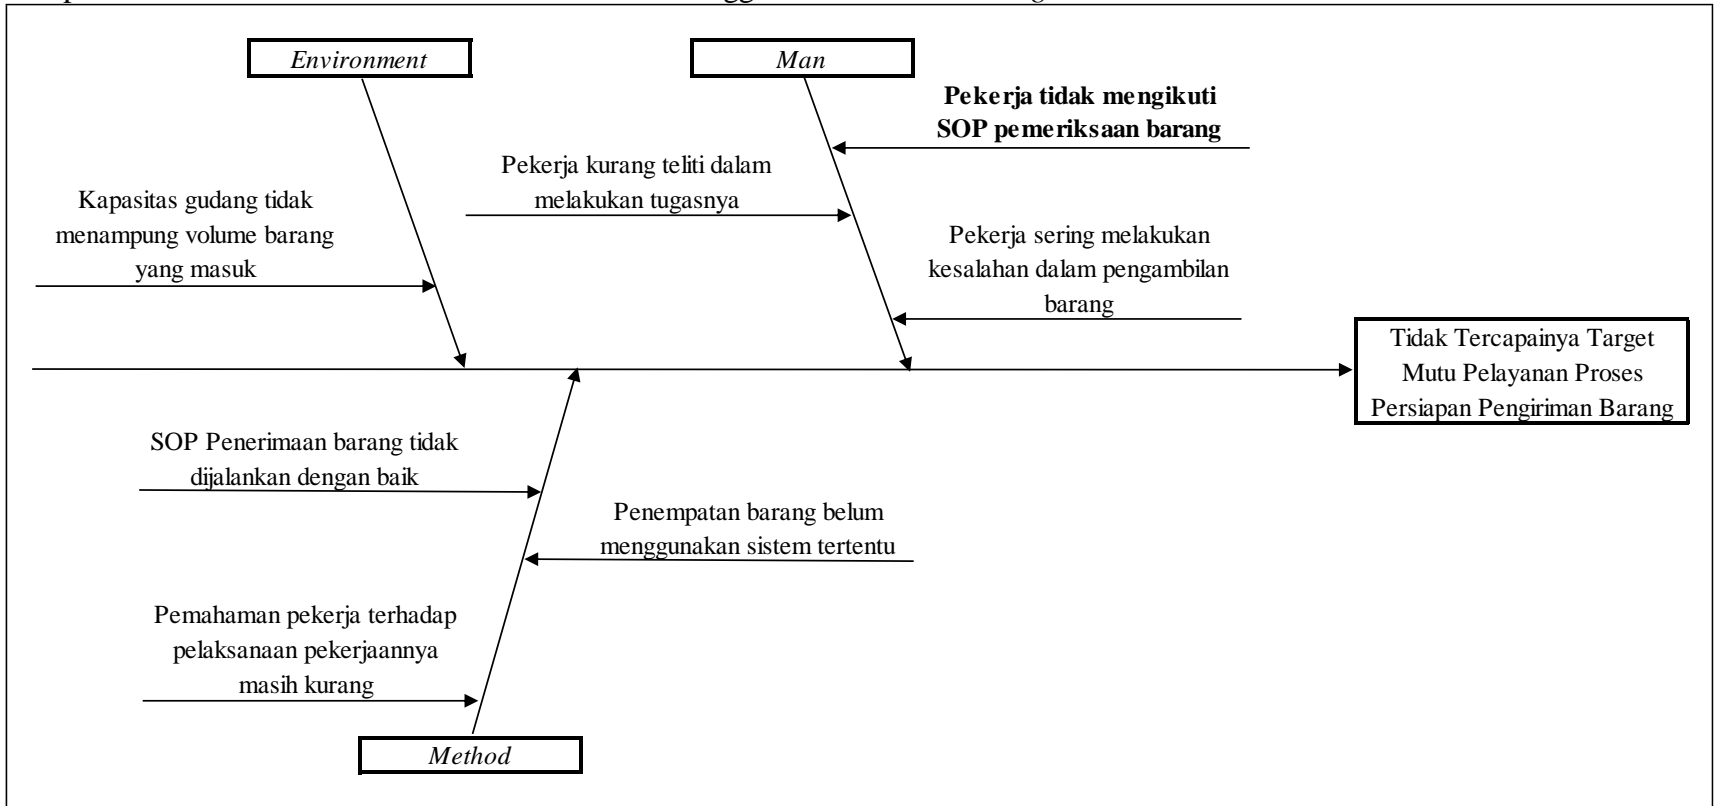 Environment
Man
Pekerja tidak mengikuti
SOP pemeriksaan barang
Pekerja kurang teliti dalam
melakukan tugasnya
Kapasitas gudang tidak
menampung volume barang
yang masuk
Pekerja sering melakukan
kesalahan dalam pengambilan
barang
Tidak Tercapainya Target
Mutu Pelayanan Proses
Persiapan Pengiriman Barang
SOP Penerimaan barang tidak
dijalankan dengan baik
Penempatan barang belum
menggunakan sistem tertentu
Pemahaman pekerja terhadap
pelaksanaan pekerjaannya
masih kurang
Method